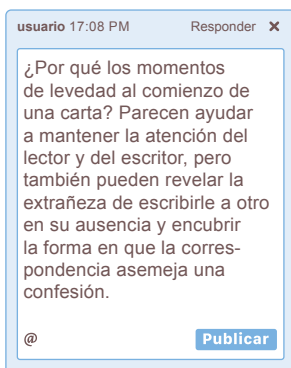 usuario 17:08 PM Responder ×
¿Por qué los momentos
de levedad al comienzo de
una carta? Parecen ayudar
a mantener la atención del
lector y del escritor, pero
también pueden revelar la
extrañeza de escribirle a otro
en su ausencia y encubrir
la forma en que la corres-
pondencia asemeja una
confesión.
@ Publicar